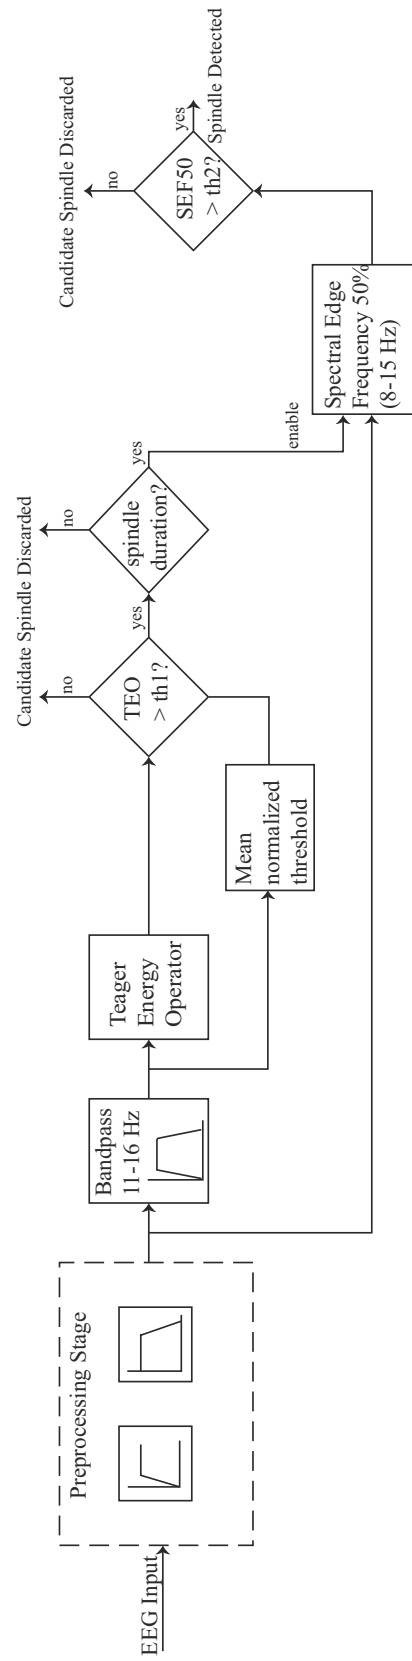 EEG Input
Preprocessing Stage
Bandpass
11-16 Hz
Teager
Energy
Operator
Mean
normalized
threshold
TEO
> th1?
no
yes
Candidate Spindle Discarded
spindle
duration?
no
yes
enable
Spectral Edge
Frequency 50%
(8-15 Hz)
SEF50
> th2?
no
Candidate Spindle Discarded
yes
Spindle Detected